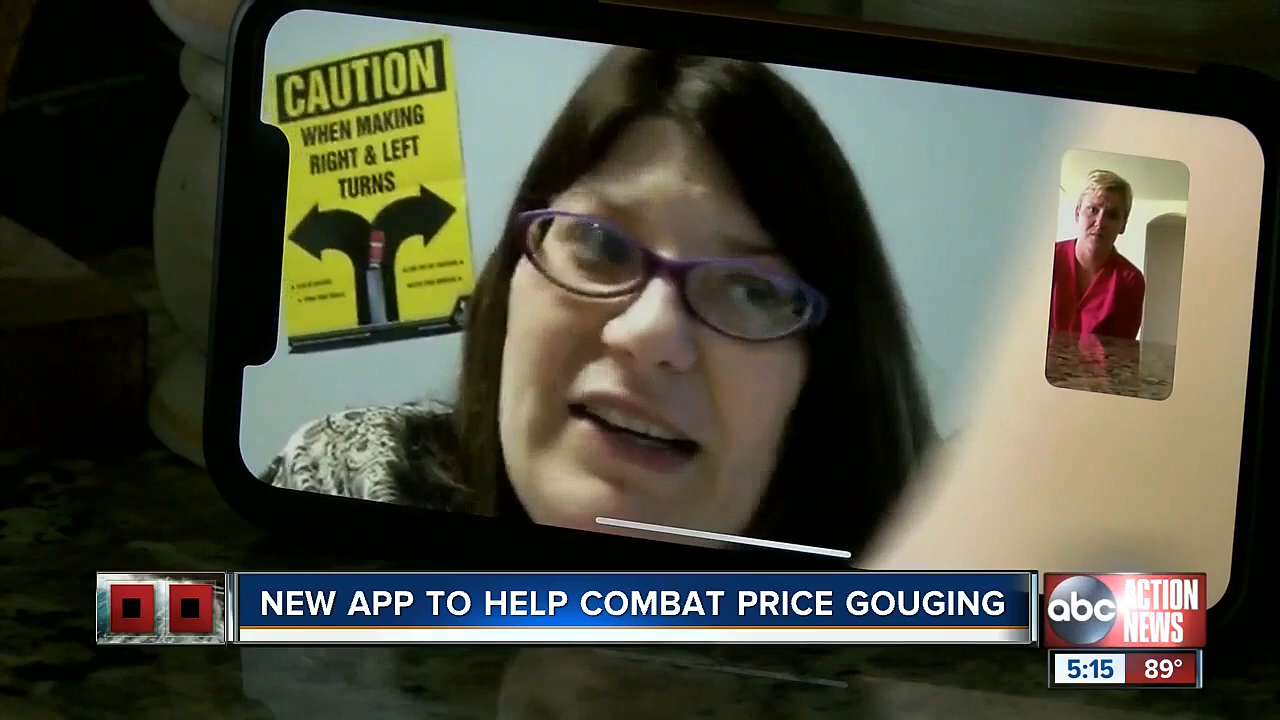 CAUTION
WHEN MAKING
RIGHT & LEFT
TURNS
NEW APP TO HELP COMBAT PRICE GOUGING
abc ACTION
NEWS
5:15 89°